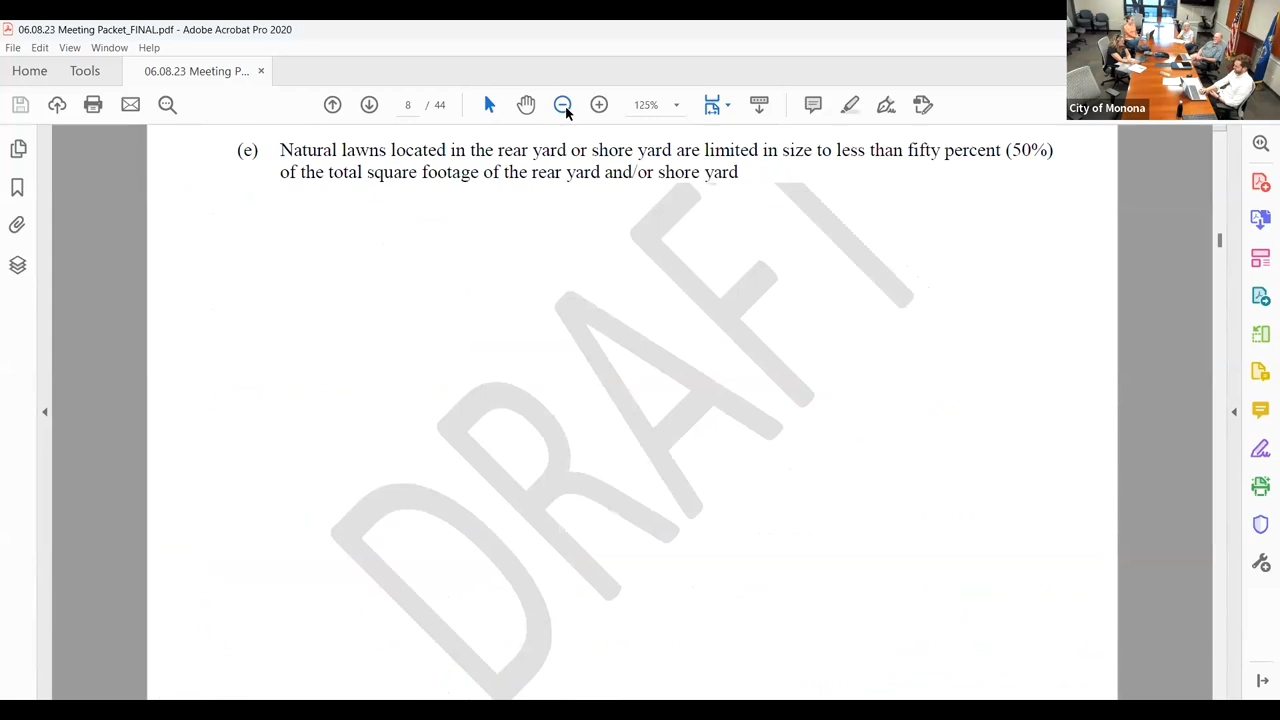 06.08.23 Meeting Packet_FINAL.pdf - Adobe Acrobat Pro 2020
File Edit View Window Help
Home Tools 06.08.23 Meeting P... ×
8 / 44 125%
City of Monona
(e) Natural lawns located in the rear yard or shore yard are limited in size to less than fifty percent (50%)
of the total square footage of the rear yard and/or shore yard
DRAFT